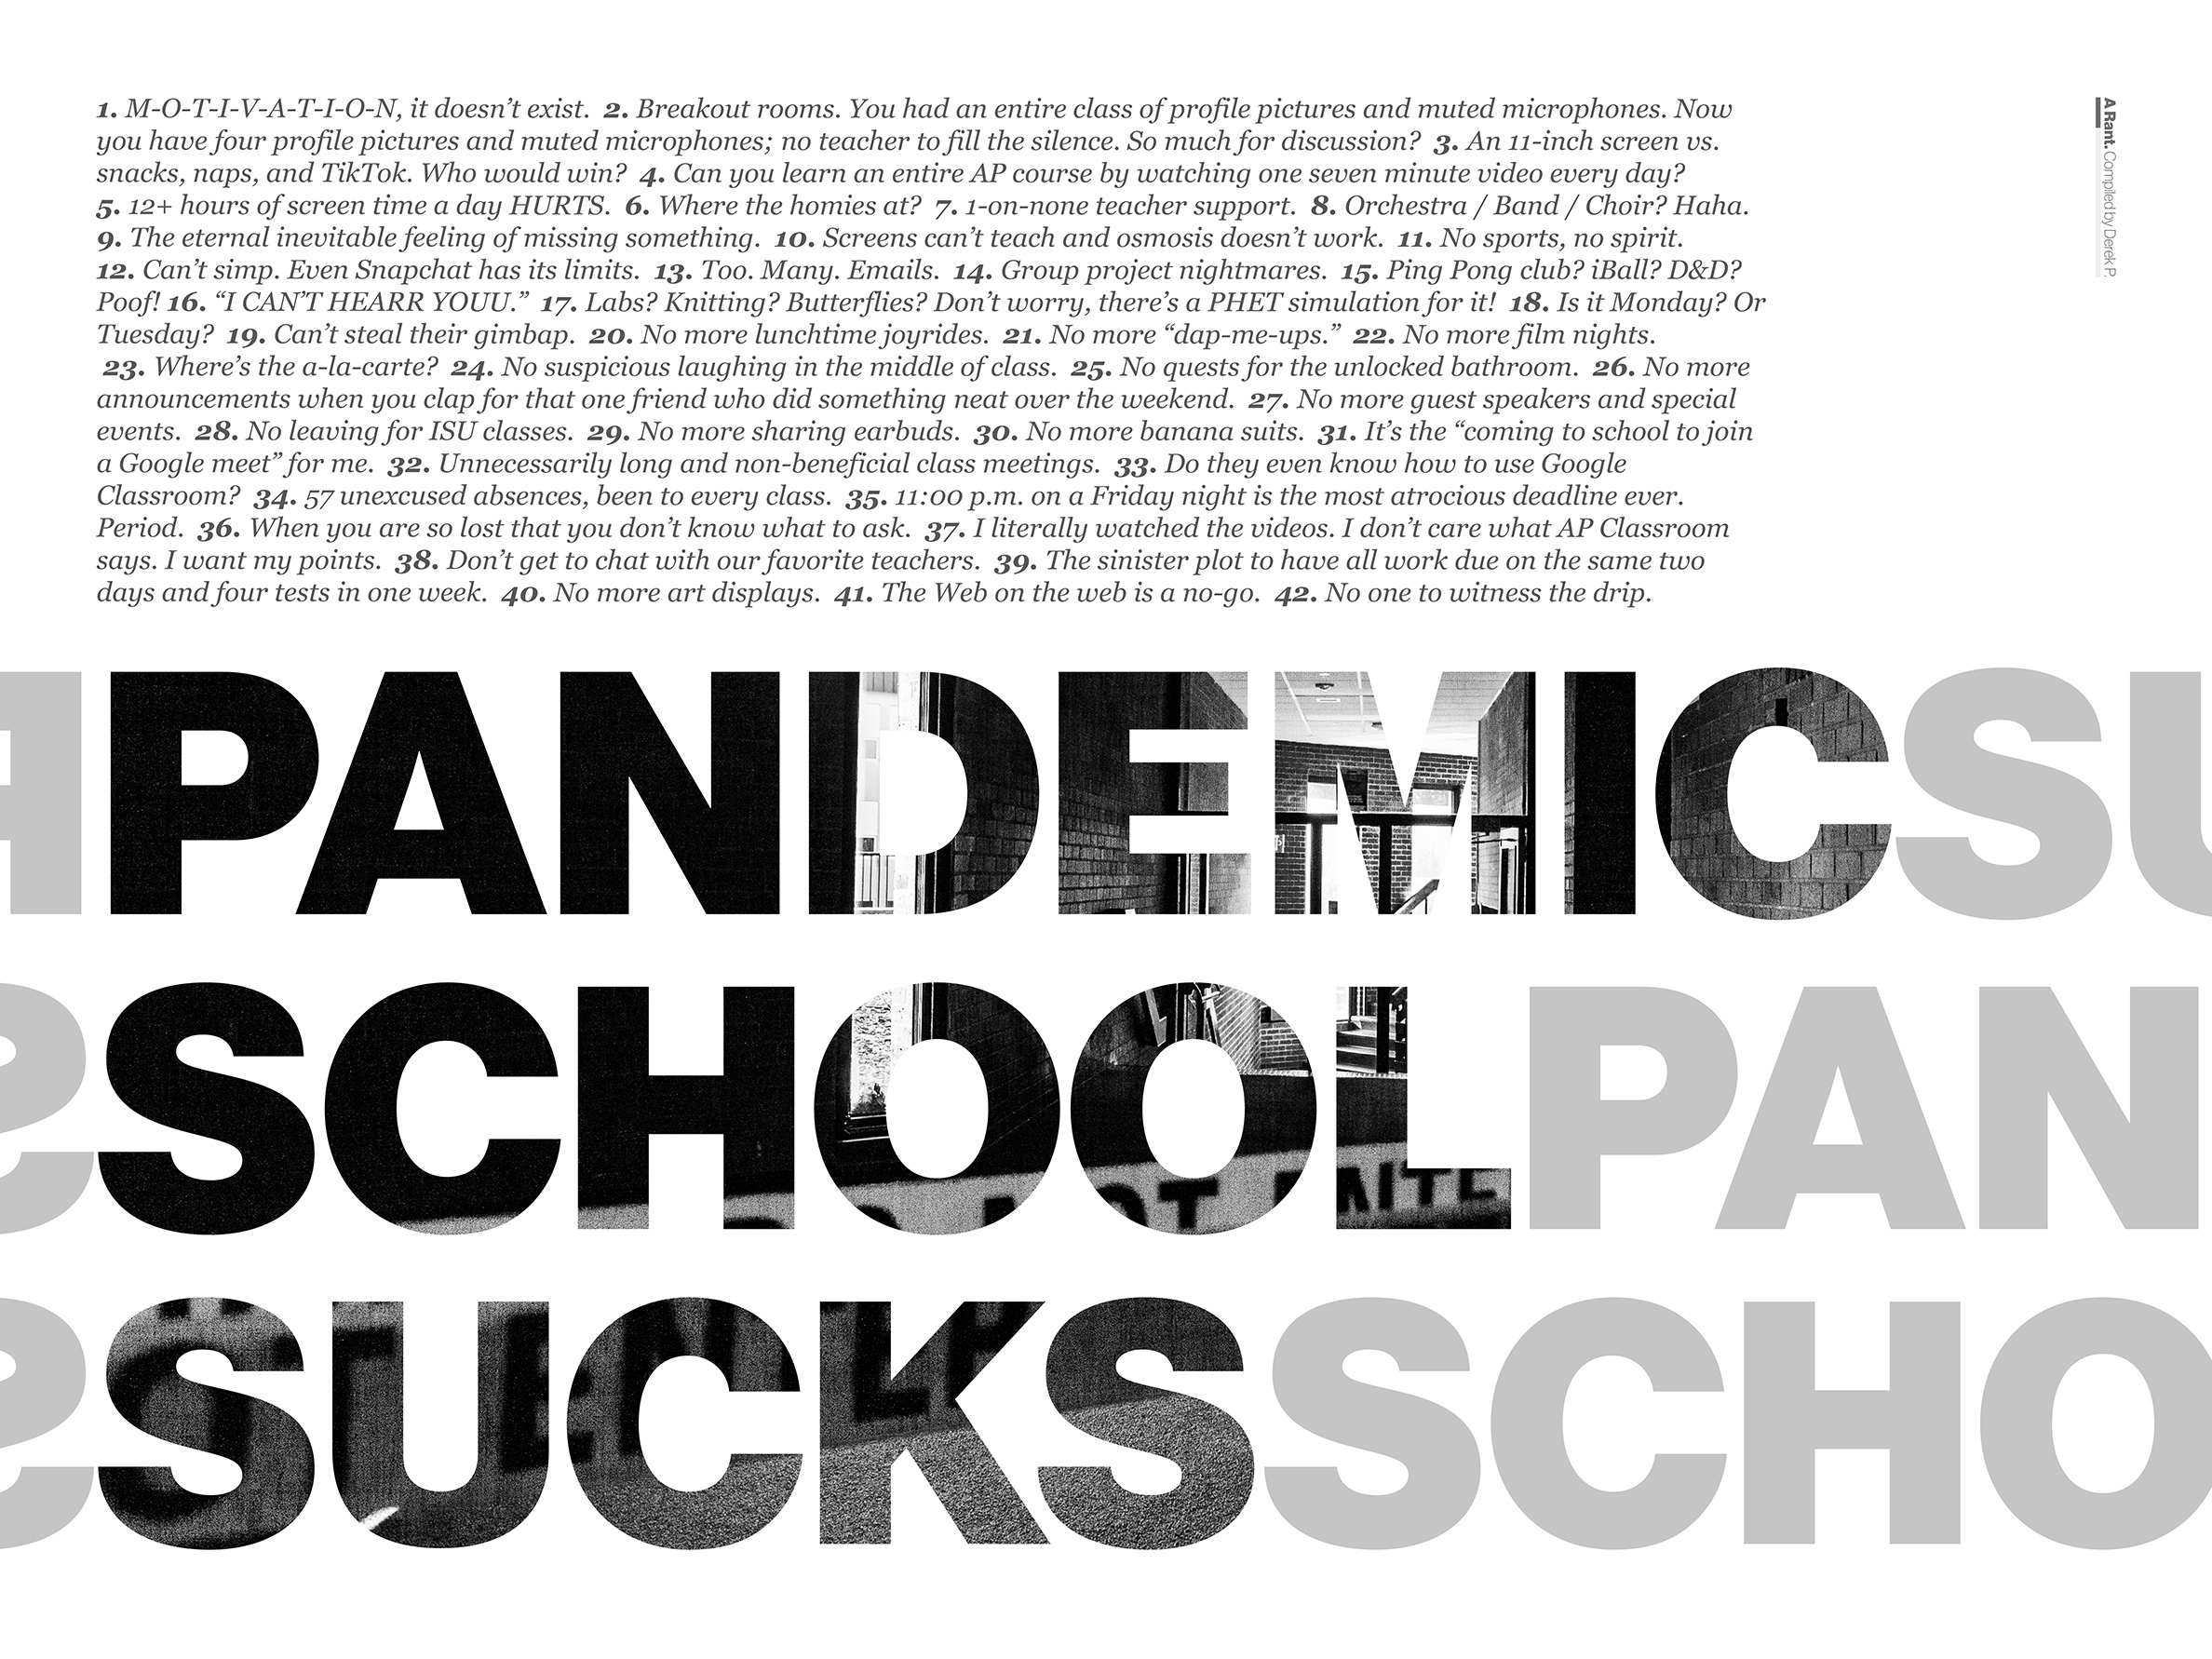 1. M-O-T-I-V-A-T-I-O-N, it doesn’t exist. 2. Breakout rooms. You had an entire class of profile pictures and muted microphones. Now
you have four profile pictures and muted microphones; no teacher to fill the silence. So much for discussion? 3. An 11-inch screen vs.
snacks, naps, and TikTok. Who would win? 4. Can you learn an entire AP course by watching one seven minute video every day?
5. 12+ hours of screen time a day HURTS. 6. Where the homies at? 7. 1-on-none teacher support. 8. Orchestra / Band / Choir? Haha.
9. The eternal inevitable feeling of missing something. 10. Screens can’t teach and osmosis doesn’t work. 11. No sports, no spirit.
12. Can’t simp. Even Snapchat has its limits. 13. Too. Many. Emails. 14. Group project nightmares. 15. Ping Pong club? iBall? D&D?
Poof! 16. “I CAN’T HEARR YOUU.” 17. Labs? Knitting? Butterflies? Don’t worry, there’s a PHET simulation for it! 18. Is it Monday? Or
Tuesday? 19. Can’t steal their gimbap. 20. No more lunchtime joyrides. 21. No more “dap-me-ups.” 22. No more film nights.
23. Where’s the a-la-carte? 24. No suspicious laughing in the middle of class. 25. No quests for the unlocked bathroom. 26. No more
announcements when you clap for that one friend who did something neat over the weekend. 27. No more guest speakers and special
events. 28. No leaving for ISU classes. 29. No more sharing earbuds. 30. No more banana suits. 31. It’s the “coming to school to join
a Google meet” for me. 32. Unnecessarily long and non-beneficial class meetings. 33. Do they even know how to use Google
Classroom? 34. 57 unexcused absences, been to every class. 35. 11:00 p.m. on a Friday night is the most atrocious deadline ever.
Period. 36. When you are so lost that you don’t know what to ask. 37. I literally watched the videos. I don’t care what AP Classroom
says. I want my points. 38. Don’t get to chat with our favorite teachers. 39. The sinister plot to have all work due on the same two
days and four tests in one week. 40. No more art displays. 41. The Web on the web is a no-go. 42. No one to witness the drip.
A Rant. Compiled by Derek P.
PANDEMIC SU
SCHOOL PAN
SUCKS SCHO